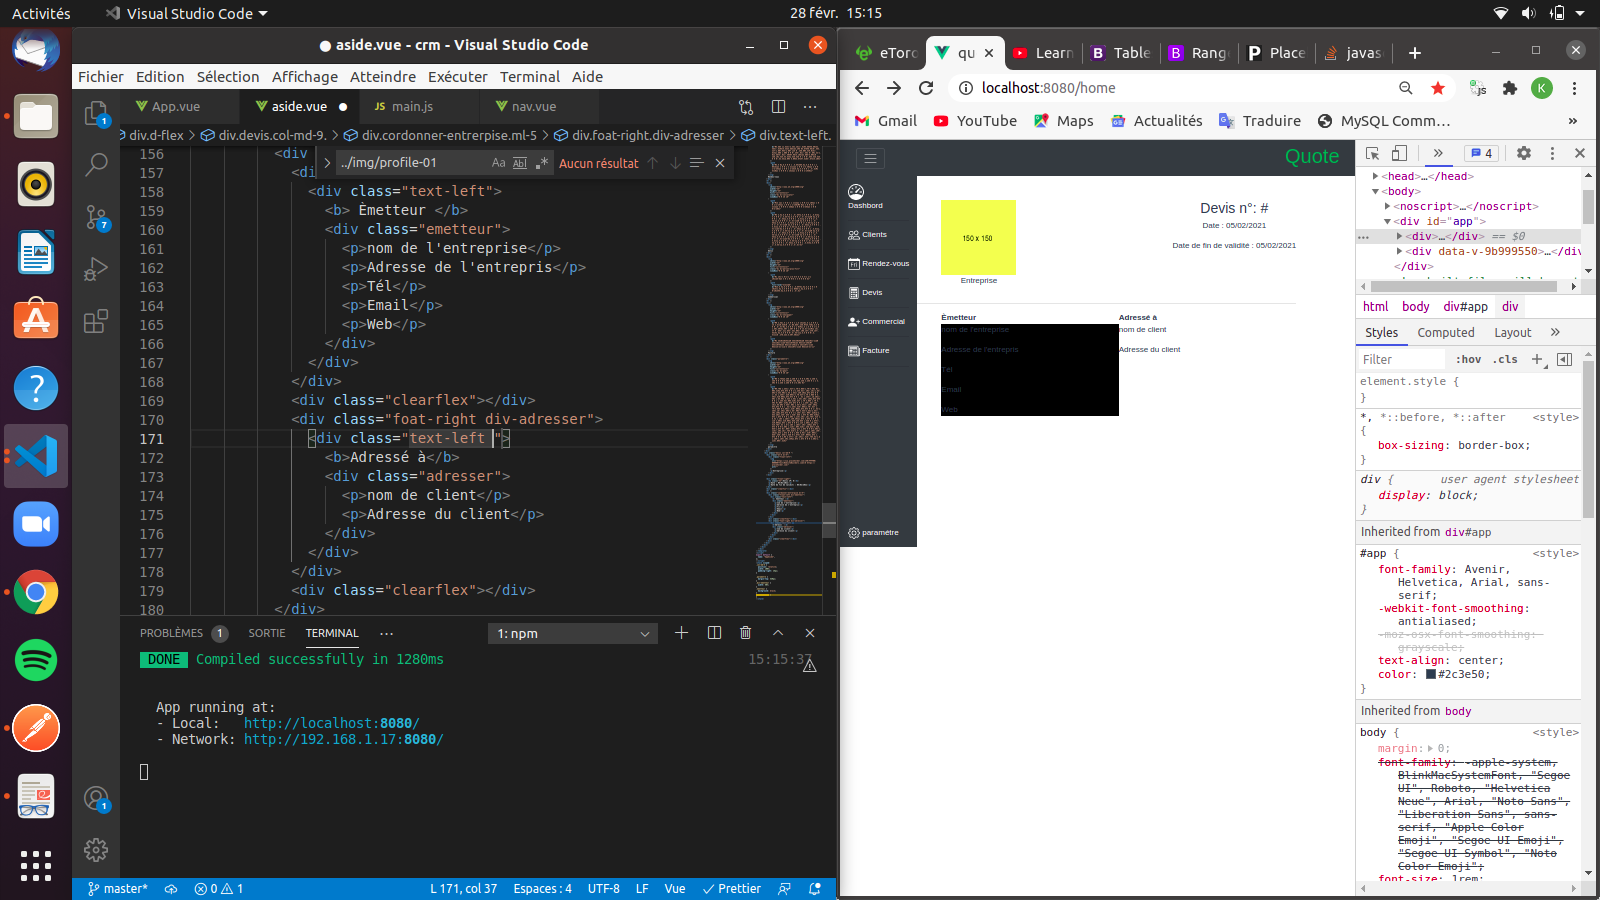 Activités
Visual Studio Code
28 févr.  15:15
aside.vue - crm - Visual Studio Code
Fichier Edition Sélection Affichage Atteindre Exécuter Terminal Aide
App.vue
aside.vue
JS main.js
nav.vue
div.d-flex > div.devis.col-md-9. > div.cordonner-entrerpise.ml-5 > div.foat-right.div-adresser > div.text-left.
../img/profile-01
Aa
Aucun résultat
156 <div
157 <di
158 <div class="text-left">
159 <b> Èmetteur </b>
160 <div class="emetteur">
161 <p>nom de l'entreprise</p>
162 <p>Adresse de l'entrepris</p>
163 <p>Tél</p>
164 <p>Email</p>
165 <p>Web</p>
166 </div>
167 </div>
168 </div>
169 <div class="clearflex"></div>
170 <div class="foat-right div-adresser">
171 <div class="text-left ">
172 <b>Adressé à</b>
173 <div class="adresser">
174 <p>nom de client</p>
175 <p>Adresse du client</p>
176 </div>
177 </div>
178 </div>
179 <div class="clearflex"></div>
180 </div>
PROBLÈMES 1 SORTIE TERMINAL ···
1: npm
DONE Compiled successfully in 1280ms
15:15:37
App running at:
- Local: http://localhost:8080/
- Network: http://192.168.1.17:8080/
1
7
1
master*
0 1
L 171, col 37
Espaces : 4
UTF-8
LF
Vue
Prettier
eToro
qu
Learn
Table
Rang
Place
javas
localhost:8080/home
K
Gmail
YouTube
Maps
Actualités
Traduire
MySQL Comm...
»
Quote
Dashbord
Clients
Rendez-vous
Devis
Commercial
Facture
paramétre
150 x 150
Entreprise
Devis n°: #
Date : 05/02/2021
Date de fin de validité : 05/02/2021
Émetteur
nom de l'entreprise
Adresse de l'entrepris
Tél
Email
Web
Adressé à
nom de client
Adresse du client
» 4
<head>…</head>
<body>
<noscript>…</noscript>
<div id="app">
<div>…</div> == $0
<div data-v-9b999550>…</div
</div>
html body div#app div
Styles Computed Layout »
Filter
:hov .cls +
element.style {
}
*, *::before, *::after <style>
{
box-sizing: border-box;
}
div { user agent stylesheet
display: block;
}
Inherited from div#app
#app { <style>
font-family: Avenir,
Helvetica, Arial, sans-
serif;
-webkit-font-smoothing:
antialiased;
-moz-osx-font-smoothing:
grayscale;
text-align: center;
color: #2c3e50;
}
Inherited from body
body { <style>
margin: 0;
font-family: -apple-system,
BlinkMacSystemFont, "Segoe
UI", Roboto, "Helvetica
Neue", Arial, "Noto Sans",
"Liberation Sans", sans-
serif, "Apple Color
Emoji", "Segoe UI Emoji",
"Segoe UI Symbol", "Noto
Color Emoji";
font-size: 1rem;